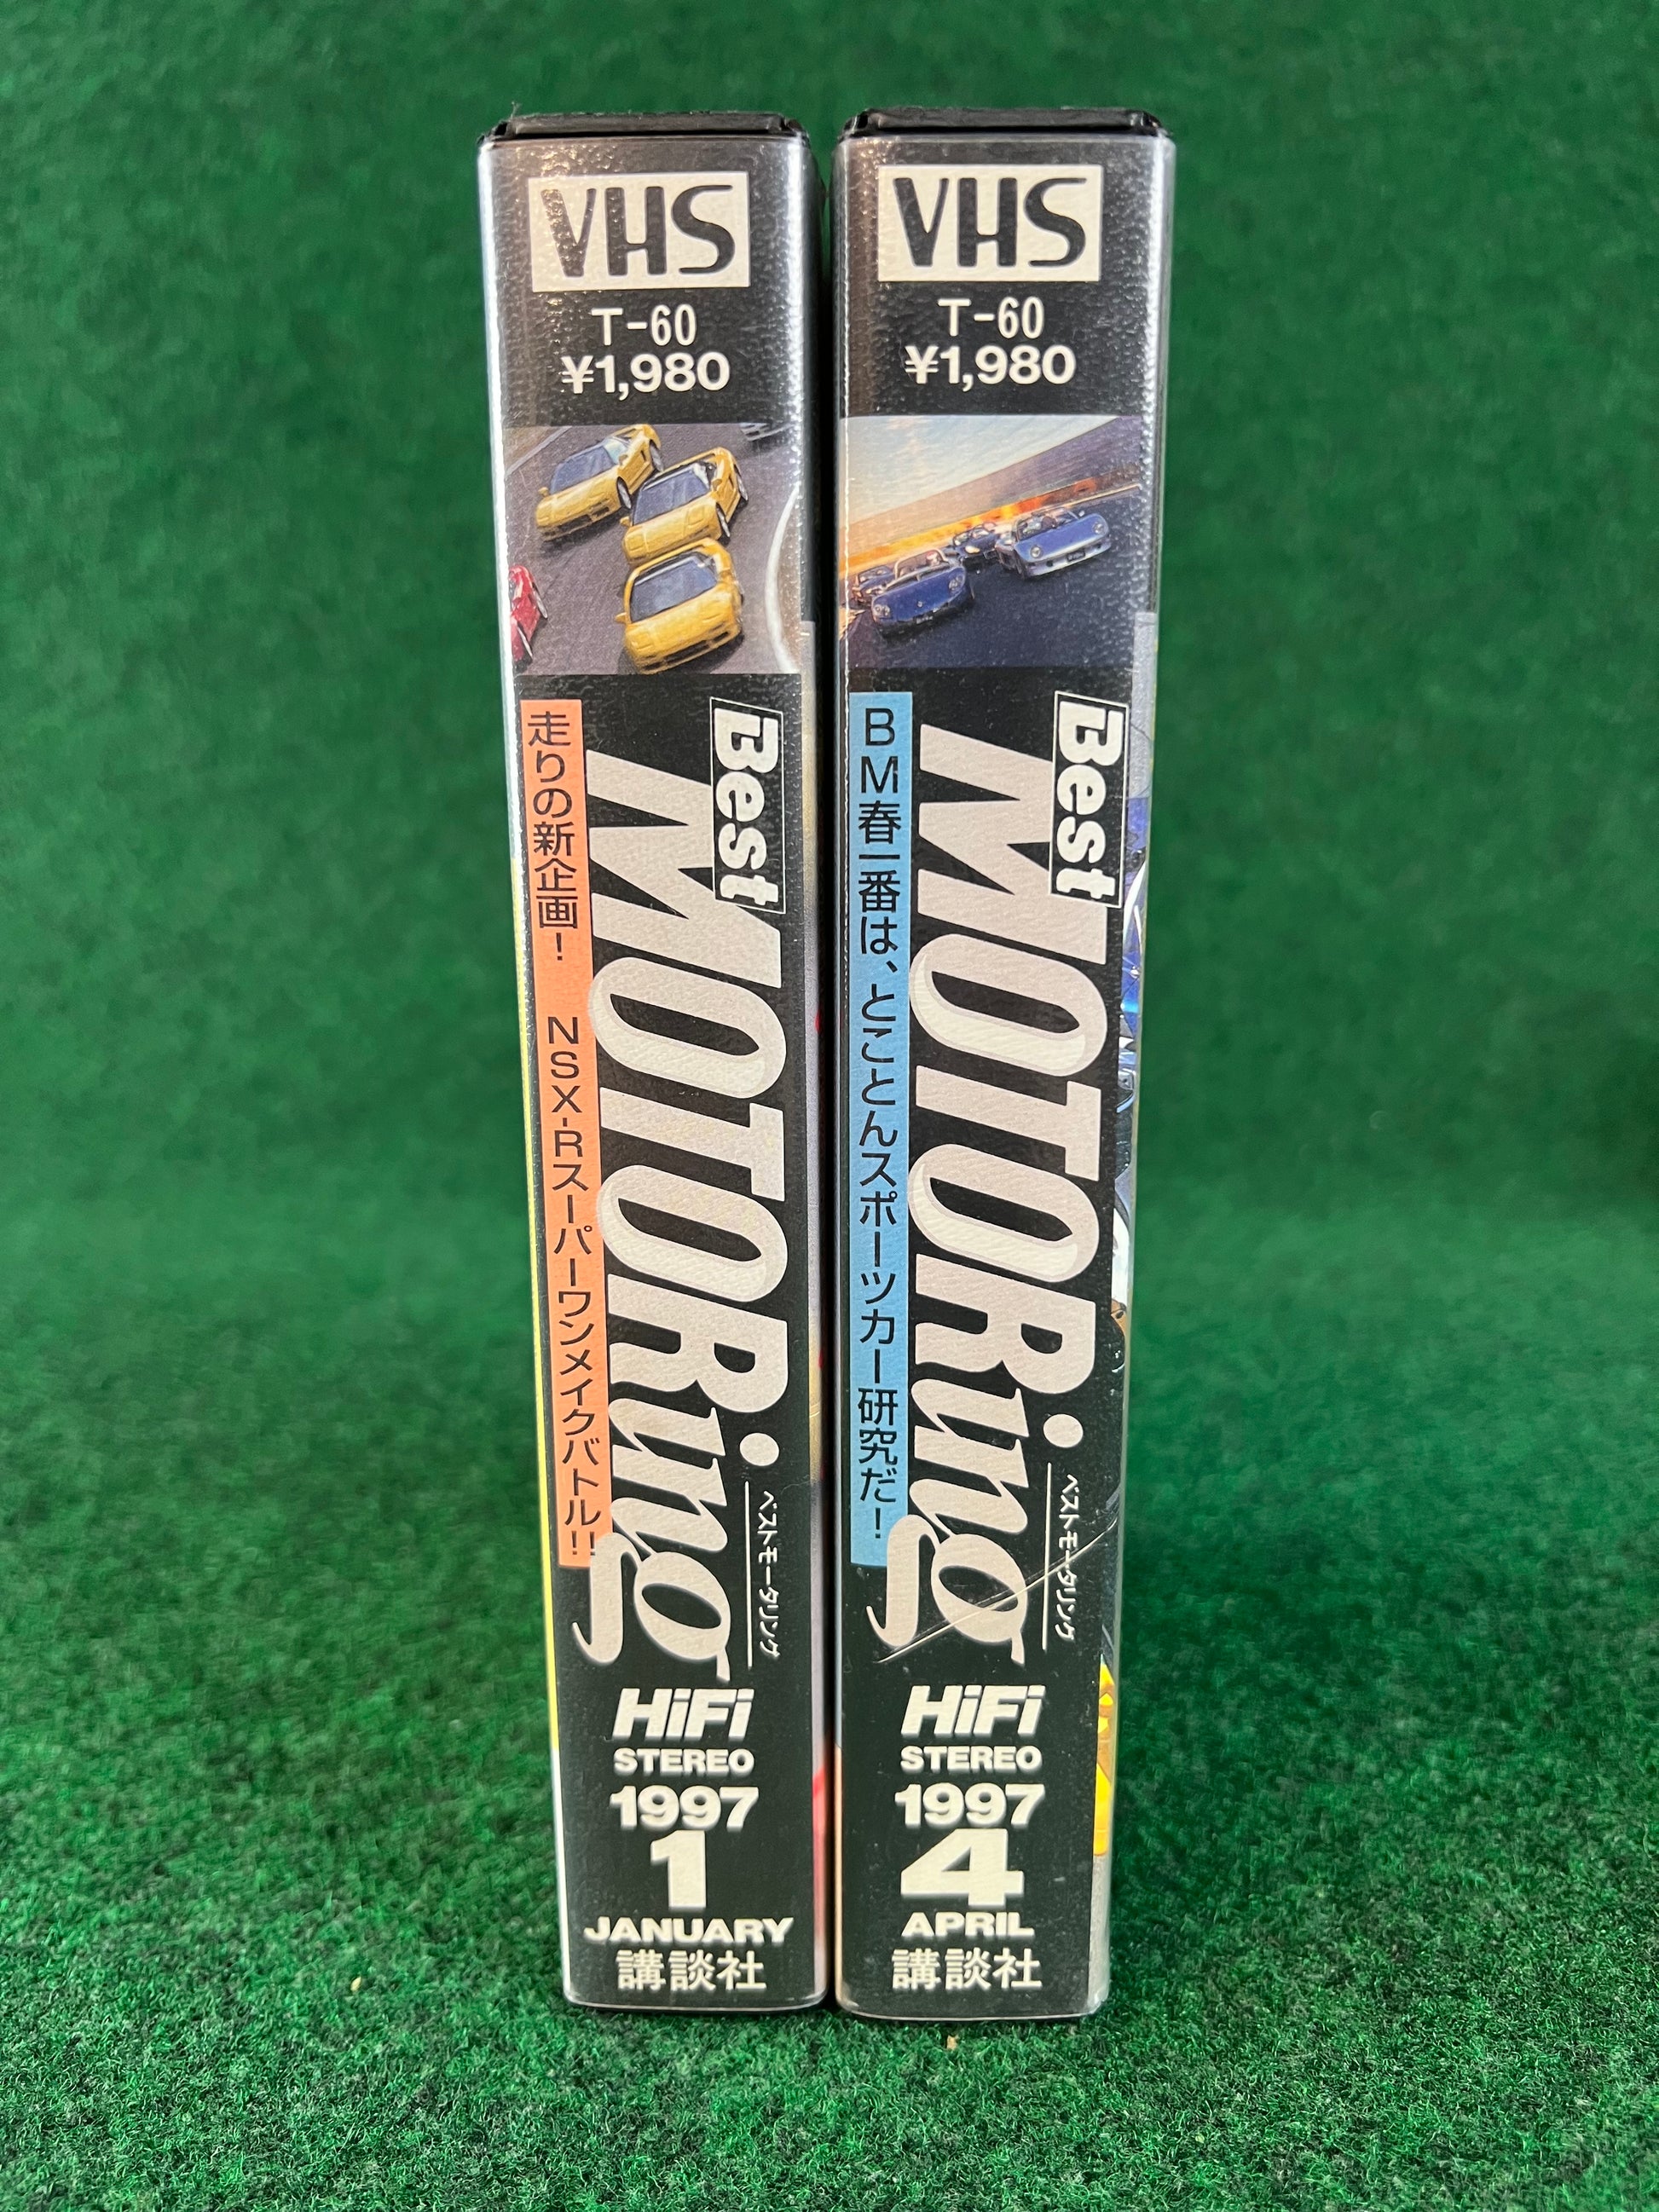 VHS
T-60
¥1,980
Best
MOTORing
ベストモータリング
走りの新企画! NSX-Rスーパーワンメイクバトル!!
HiFi
STEREO
1997
1
JANUARY
講談社
VHS
T-60
¥1,980
Best
MOTORing
ベストモータリング
BM春一番は、とことんスポーツカー研究だ!
HiFi
STEREO
1997
4
APRIL
講談社